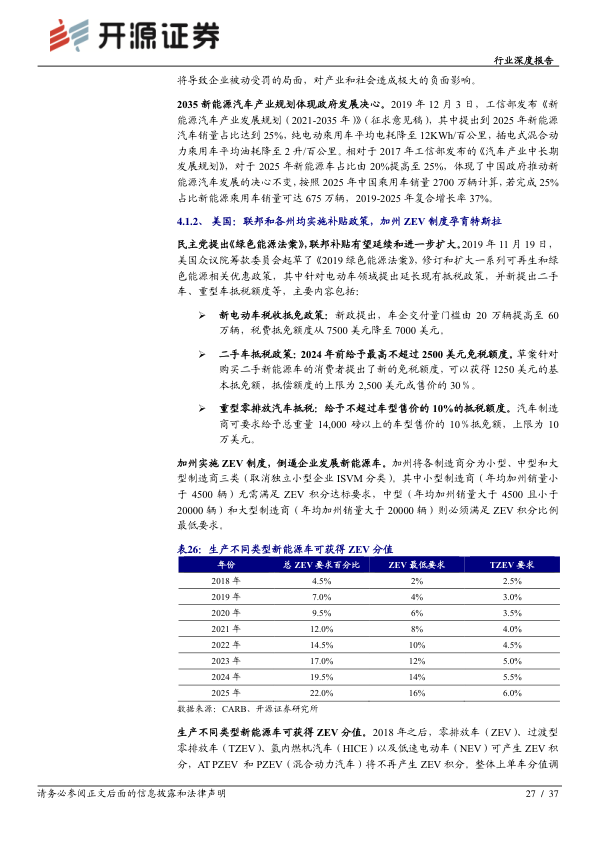 开源证券
行业深度报告
将导致企业被动受罚的局面，对产业和社会造成极大的负面影响。
2035 新能源汽车产业规划体现政府发展决心。2019 年 12 月 3 日，工信部发布《新
能源汽车产业发展规划（2021-2035 年）》（征求意见稿），其中提出到 2025 年新能源
汽车销量占比达到 25%，纯电动乘用车平均电耗降至 12KWh/百公里，插电式混合动
力乘用车平均油耗降至 2 升/百公里。相对于 2017 年工信部发布的《汽车产业中长期
发展规划》，对于 2025 年新能源车占比由 20%提高至 25%，体现了中国政府推动新
能源汽车发展的决心不变，按照 2025 年中国乘用车销量 2700 万辆计算，若完成 25%
占比新能源乘用车销量可达 675 万辆，2019-2025 年复合增长率 37%。
4.1.2、 美国：联邦和各州均实施补贴政策，加州 ZEV 制度孕育特斯拉
民主党提出《绿色能源法案》，联邦补贴有望延续和进一步扩大。2019 年 11 月 19 日，
美国众议院筹款委员会起草了《2019 绿色能源法案》，修订和扩大一系列可再生和绿
色能源相关优惠政策，其中针对电动车领域提出延长现有抵税政策，并新提出二手
车、重型车抵税额度等，主要内容包括：
➢ 新电动车税收抵免政策：新政提出，车企交付量门槛由 20 万辆提高至 60
万辆，税费抵免额度从 7500 美元降至 7000 美元。
➢ 二手车抵税政策：2024 年前给予最高不超过 2500 美元免税额度。草案针对
购买二手新能源车的消费者提出了新的免税额度，可以获得 1250 美元的基
本抵免额，抵偿额度的上限为 2,500 美元或售价的 30％。
➢ 重型零排放汽车抵税：给予不超过车型售价的 10%的抵税额度。汽车制造
商可要求给予总重量 14,000 磅以上的车型售价的 10％抵免额，上限为 10
万美元。
加州实施 ZEV 制度，倒逼企业发展新能源车。加州将各制造商分为小型、中型和大
型制造商三类（取消独立小型企业 ISVM 分类）。其中小型制造商（年均加州销量小
于 4500 辆）无需满足 ZEV 积分达标要求，中型（年均加州销量大于 4500 且小于
20000 辆）和大型制造商（年均加州销量大于 20000 辆）则必须满足 ZEV 积分比例
最低要求。
表26：生产不同类型新能源车可获得 ZEV 分值
年份 总 ZEV 要求百分比 ZEV 最低要求 TZEV 要求
2018 年 4.5% 2% 2.5%
2019 年 7.0% 4% 3.0%
2020 年 9.5% 6% 3.5%
2021 年 12.0% 8% 4.0%
2022 年 14.5% 10% 4.5%
2023 年 17.0% 12% 5.0%
2024 年 19.5% 14% 5.5%
2025 年 22.0% 16% 6.0%
数据来源：CARB、开源证券研究所
生产不同类型新能源车可获得 ZEV 分值。2018 年之后，零排放车（ZEV）、过渡型
零排放车（TZEV）、氢内燃机汽车（HICE）以及低速电动车（NEV）可产生 ZEV 积
分，AT PZEV 和 PZEV（混合动力汽车）将不再产生 ZEV 积分。整体上单车分值调
请务必参阅正文后面的信息披露和法律声明
27 / 37